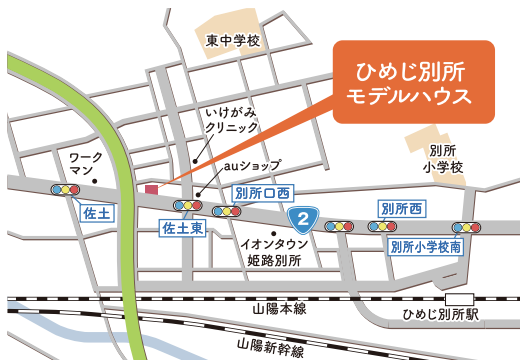 東中学校
ひめじ別所
モデルハウス
いけがみ
クリニック
ワーク
マン
auショップ
別所
小学校
佐土
佐土東
別所口西
2
別所西
イオンタウン
姫路別所
別所小学校南
山陽本線
ひめじ別所駅
山陽新幹線